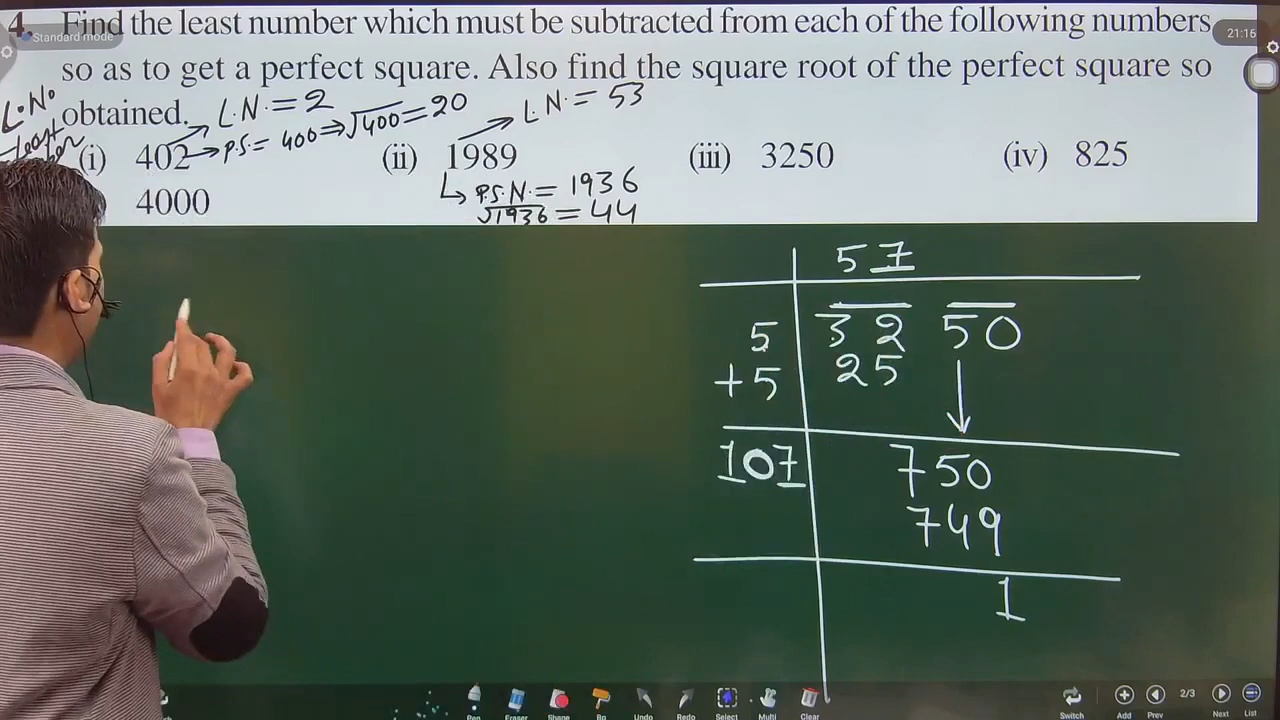 4. Find the least number which must be subtracted from each of the following numbers
Standard mode
21:16
so as to get a perfect square. Also find the square root of the perfect square so
obtained.
L.No
Least
L.N. = 2
P.S. = 400 ⇒ √400 = 20
L.N. = 53
(i) 402 (ii) 1989 (iii) 3250 (iv) 825
P.S.N. = 1936
√1936 = 44
4000
57
5 32 50
+5 25
107 750
749
1
Pen Eraser Shape Bg Undo Redo Select Multi Clear Switch Add Prev 2/3 Next List